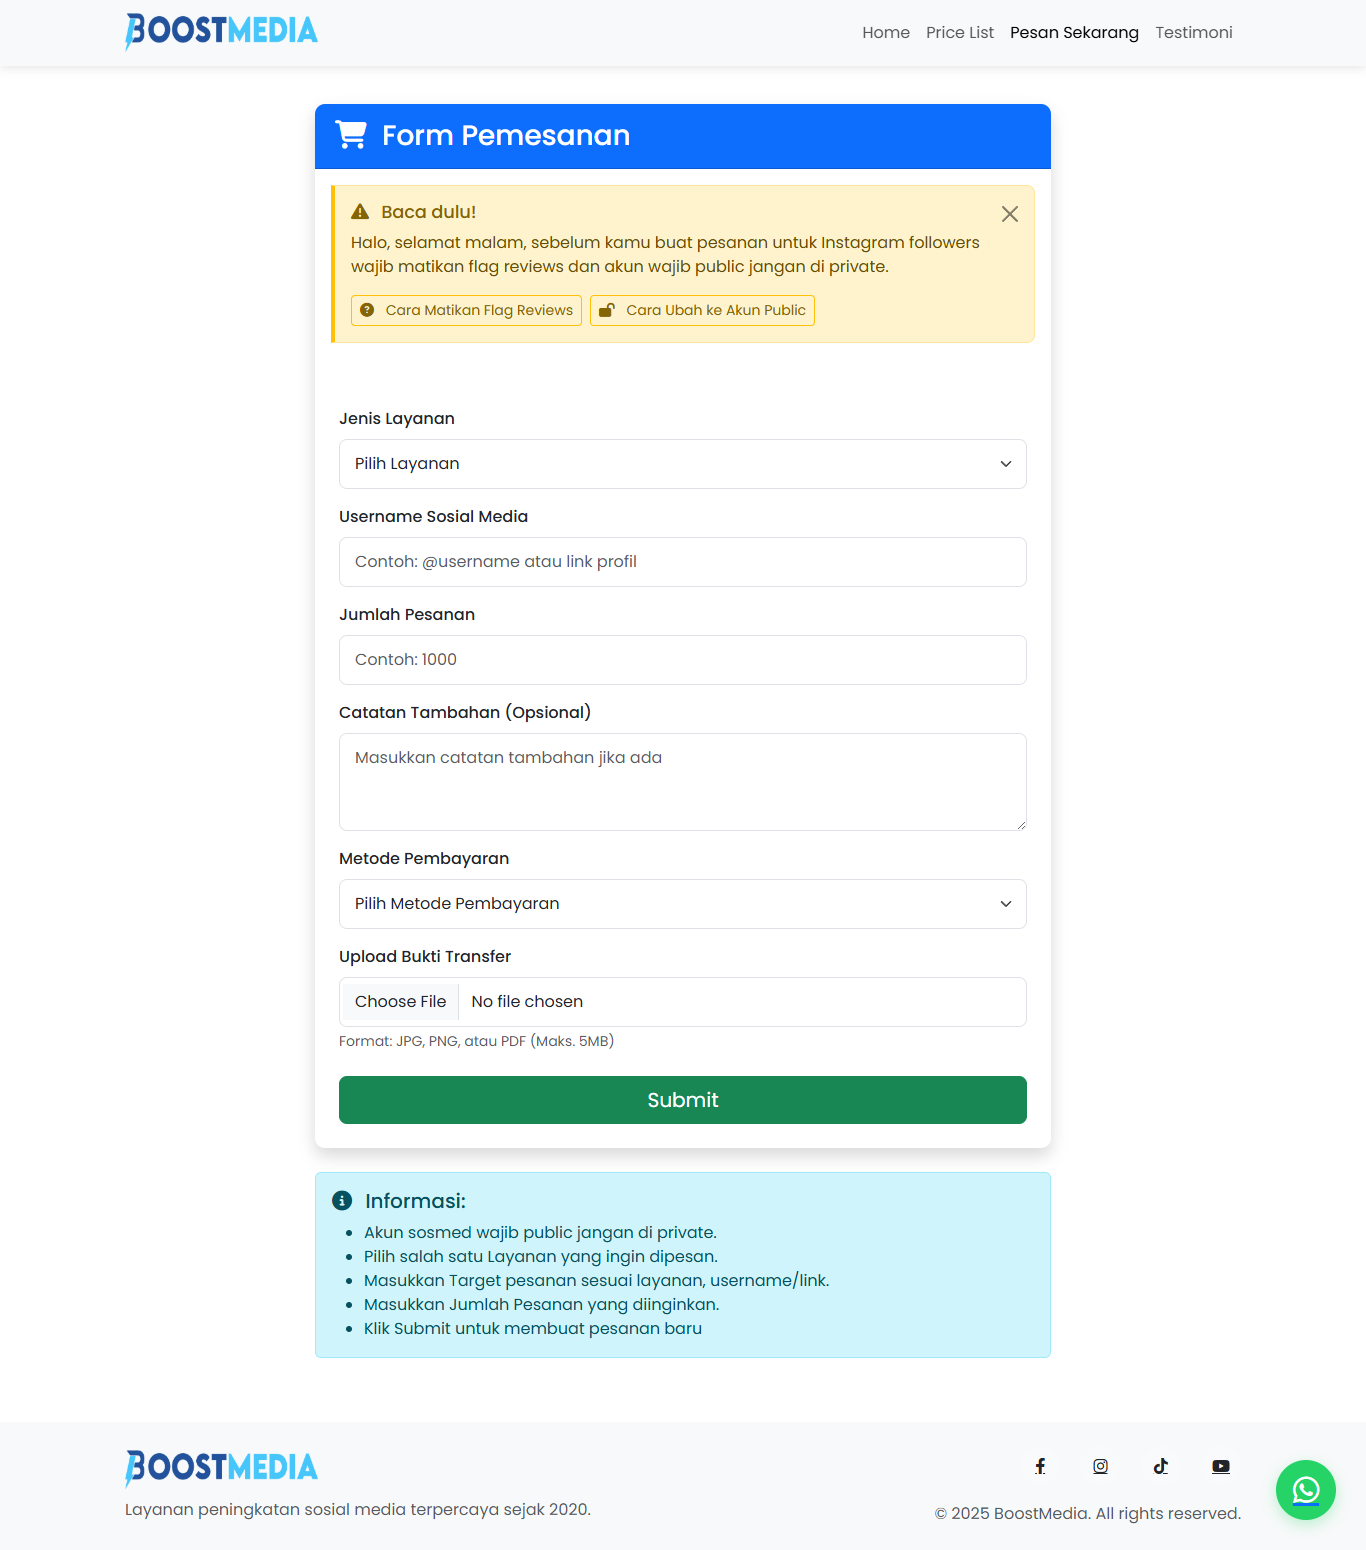 BOOSTMEDIA
Home Price List Pesan Sekarang Testimoni
Form Pemesanan
Baca dulu!
Halo, selamat malam, sebelum kamu buat pesanan untuk Instagram followers
wajib matikan flag reviews dan akun wajib public jangan di private.
Cara Matikan Flag Reviews Cara Ubah ke Akun Public
Jenis Layanan
Pilih Layanan
Username Sosial Media
Contoh: @username atau link profil
Jumlah Pesanan
Contoh: 1000
Catatan Tambahan (Opsional)
Masukkan catatan tambahan jika ada
Metode Pembayaran
Pilih Metode Pembayaran
Upload Bukti Transfer
Choose File No file chosen
Format: JPG, PNG, atau PDF (Maks. 5MB)
Submit
Informasi:
Akun sosmed wajib public jangan di private.
Pilih salah satu Layanan yang ingin dipesan.
Masukkan Target pesanan sesuai layanan, username/link.
Masukkan Jumlah Pesanan yang diinginkan.
Klik Submit untuk membuat pesanan baru
BOOSTMEDIA
Layanan peningkatan sosial media terpercaya sejak 2020.
© 2025 BoostMedia. All rights reserved.